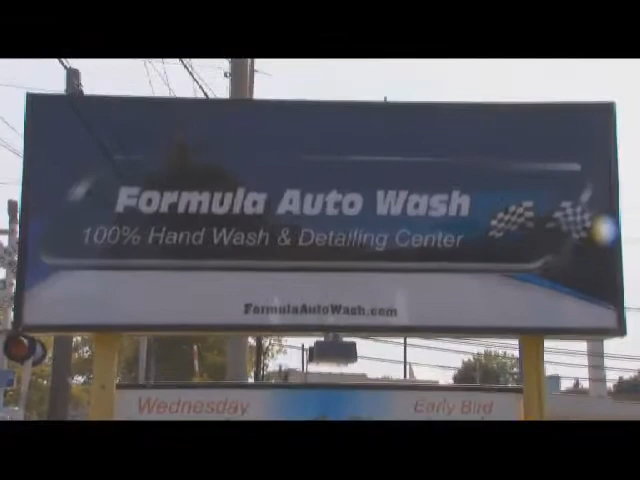 Formula Auto Wash
100% Hand Wash & Detailing Center
FormulaAutoWash.com
Wednesday Early Bird